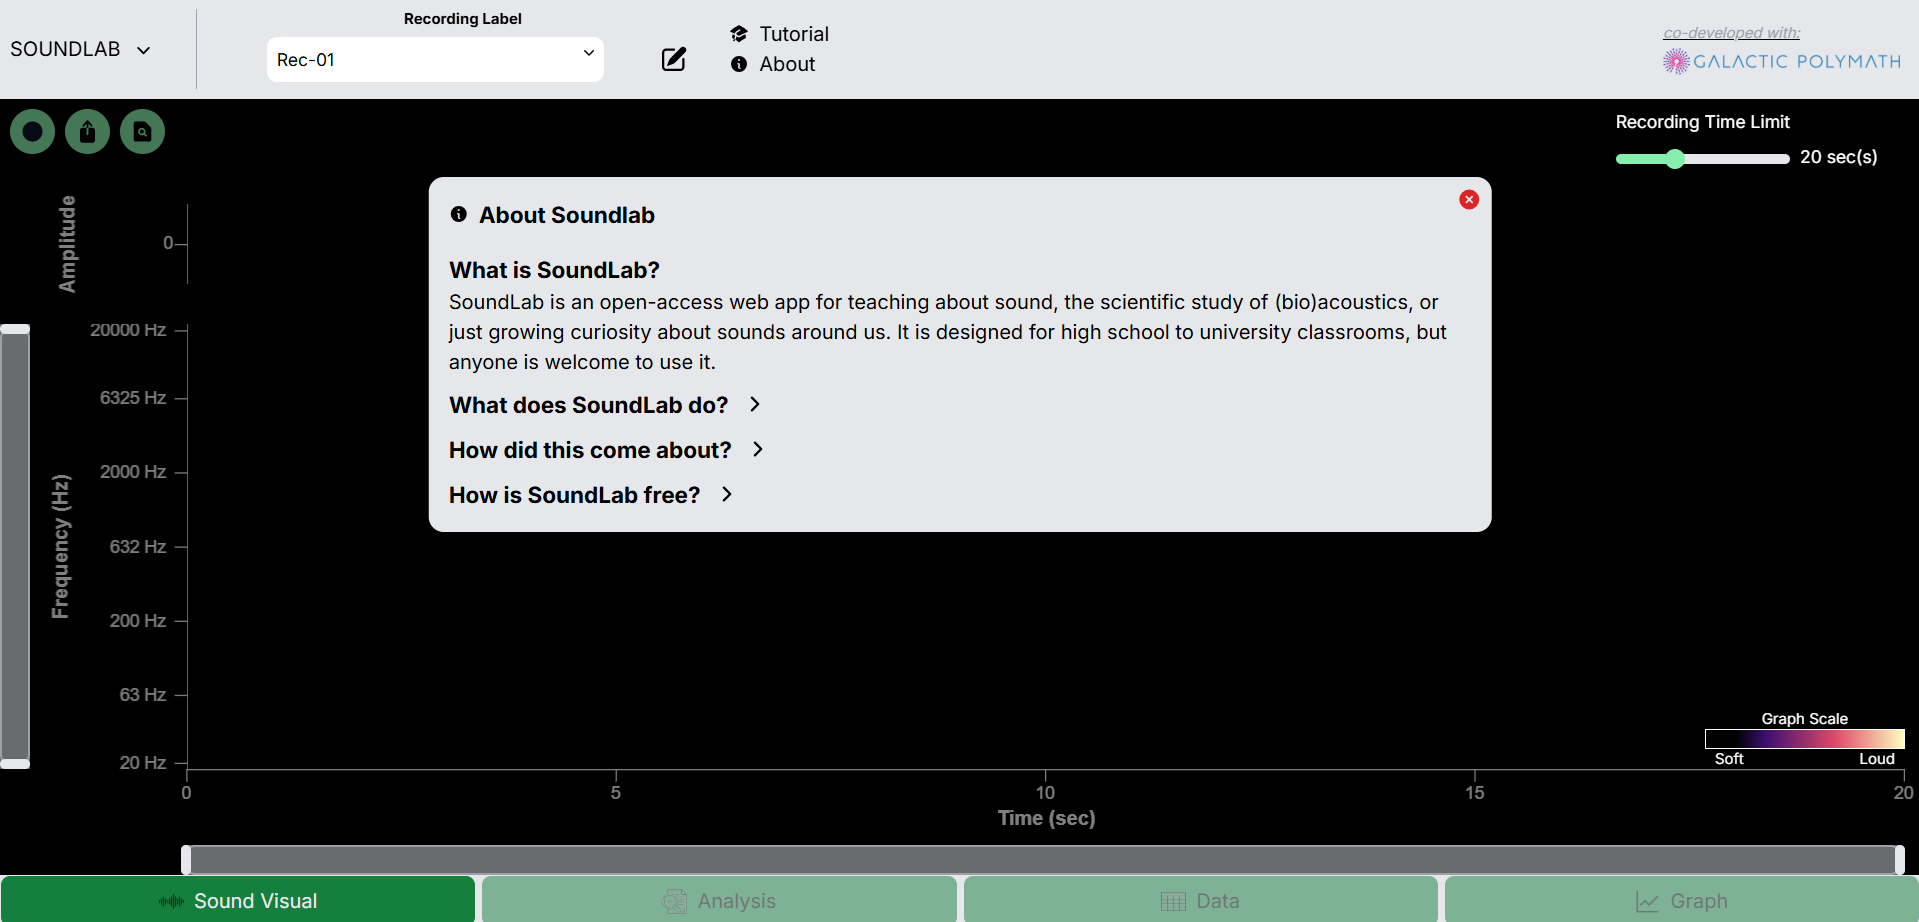 SOUNDLAB
Recording Label
Rec-01
Tutorial
About
co-developed with:
GALACTIC POLYMATH
Recording Time Limit
20 sec(s)
About Soundlab
What is SoundLab?
SoundLab is an open-access web app for teaching about sound, the scientific study of (bio)acoustics, or
just growing curiosity about sounds around us. It is designed for high school to university classrooms, but
anyone is welcome to use it.
What does SoundLab do?
How did this come about?
How is SoundLab free?
Amplitude
0
Frequency (Hz)
20000 Hz
6325 Hz
2000 Hz
632 Hz
200 Hz
63 Hz
20 Hz
Graph Scale
Soft Loud
0 5 10 15 20
Time (sec)
Sound Visual Analysis Data Graph